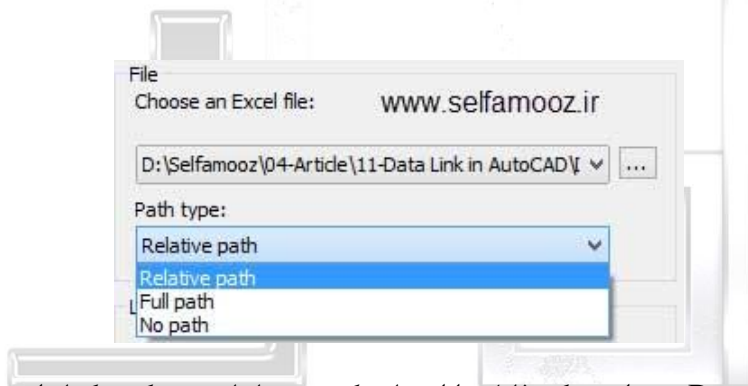 File
Choose an Excel file: www.selfamooz.ir
D:\Selfamooz\04-Article\11-Data Link in AutoCAD\ ...
Path type:
Relative path
Relative path
Full path
No path